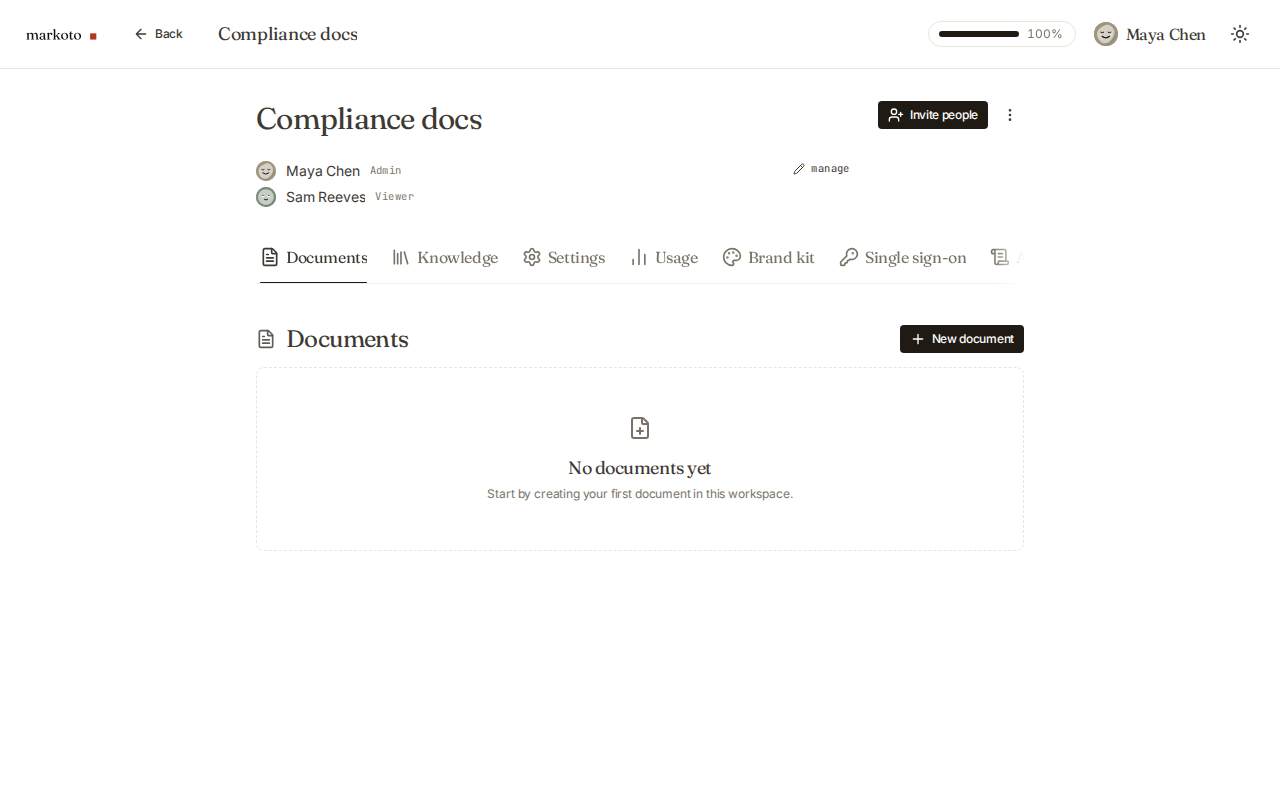 markoto
Back
Compliance docs
100%
Maya Chen
Compliance docs
Invite people
Maya Chen Admin
manage
Sam Reeves Viewer
Documents Knowledge Settings Usage Brand kit Single sign-on
Documents
New document
No documents yet
Start by creating your first document in this workspace.